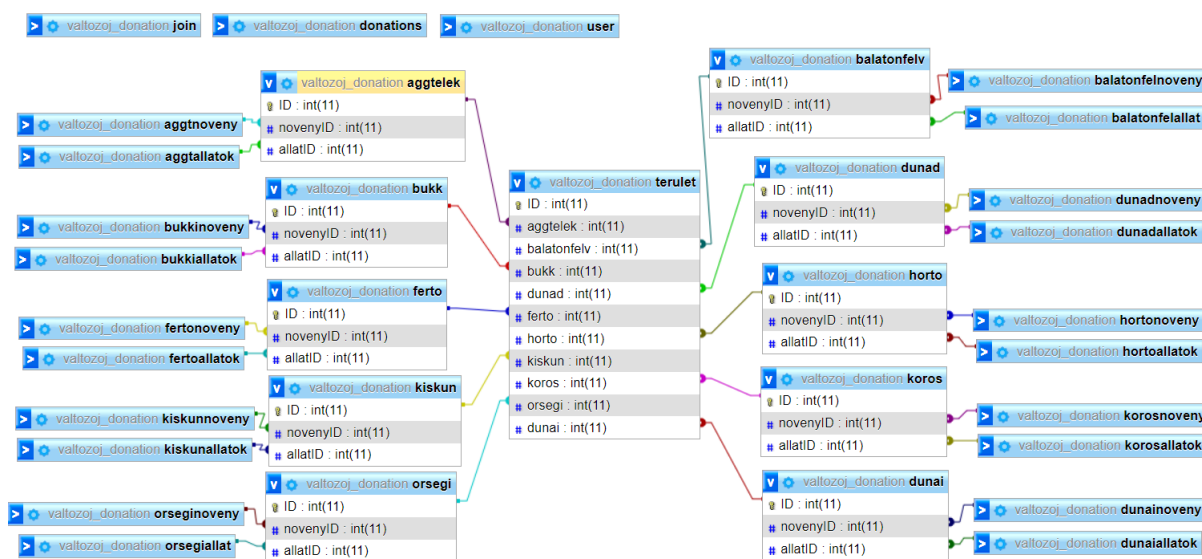 valtozoj_donation join
valtozoj_donation donations
valtozoj_donation user
valtozoj_donation aggtelek
ID : int(11)
novenyID : int(11)
allatID : int(11)
valtozoj_donation aggtnoveny
valtozoj_donation aggtallatok
valtozoj_donation bukk
ID : int(11)
novenyID : int(11)
allatID : int(11)
valtozoj_donation bukkinoveny
valtozoj_donation bukkiallatok
valtozoj_donation ferto
ID : int(11)
novenyID : int(11)
allatID : int(11)
valtozoj_donation fertonoveny
valtozoj_donation fertoallatok
valtozoj_donation kiskun
ID : int(11)
novenyID : int(11)
allatID : int(11)
valtozoj_donation kiskunnoveny
valtozoj_donation kiskunallatok
valtozoj_donation orsegi
ID : int(11)
novenyID : int(11)
allatID : int(11)
valtozoj_donation orseginoveny
valtozoj_donation orsegiallat
valtozoj_donation terulet
ID : int(11)
aggtelek : int(11)
balatonfelv : int(11)
bukk : int(11)
dunad : int(11)
ferto : int(11)
horto : int(11)
kiskun : int(11)
koros : int(11)
orsegi : int(11)
dunai : int(11)
valtozoj_donation balatonfelv
ID : int(11)
novenyID : int(11)
allatID : int(11)
valtozoj_donation balatonfelnoveny
valtozoj_donation balatonfelallat
valtozoj_donation dunad
ID : int(11)
novenyID : int(11)
allatID : int(11)
valtozoj_donation dunadnoveny
valtozoj_donation dunadallatok
valtozoj_donation horto
ID : int(11)
novenyID : int(11)
allatID : int(11)
valtozoj_donation hortonoveny
valtozoj_donation hortoallatok
valtozoj_donation koros
ID : int(11)
novenyID : int(11)
allatID : int(11)
valtozoj_donation korosnoveny
valtozoj_donation korosallatok
valtozoj_donation dunai
ID : int(11)
novenyID : int(11)
allatID : int(11)
valtozoj_donation dunainoveny
valtozoj_donation dunaiallatok